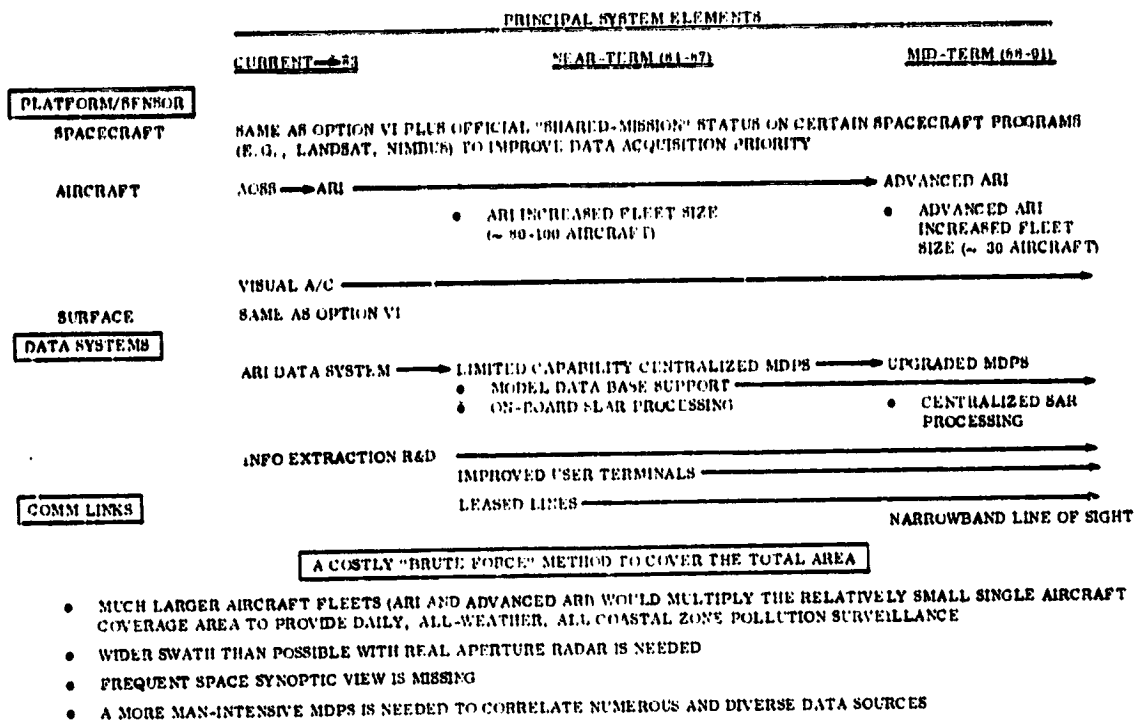 PRINCIPAL SYSTEM ELEMENTS
CURRENT → 83 NEAR-TERM (84-87) MID-TERM (88-91)
PLATFORM/SENSOR
SPACECRAFT SAME AS OPTION VI PLUS OFFICIAL "SHARED-MISSION" STATUS ON CERTAIN SPACECRAFT PROGRAMS
(E.G., LANDSAT, NIMBUS) TO IMPROVE DATA ACQUISITION PRIORITY
AIRCRAFT AOSS → ARI → ADVANCED ARI
• ARI INCREASED FLEET SIZE • ADVANCED ARI
(~ 80-100 AIRCRAFT) INCREASED FLEET
SIZE (~ 30 AIRCRAFT)
VISUAL A/C →
SURFACE SAME AS OPTION VI
DATA SYSTEMS
ARI DATA SYSTEM → LIMITED CAPABILITY CENTRALIZED MDPS → UPGRADED MDPS
• MODEL DATA BASE SUPPORT →
• ON-BOARD SLAR PROCESSING • CENTRALIZED SAR
PROCESSING
INFO EXTRACTION R&D →
IMPROVED USER TERMINALS →
COMM LINKS LEASED LINES →
NARROWBAND LINE OF SIGHT
A COSTLY "BRUTE FORCE" METHOD TO COVER THE TOTAL AREA
• MUCH LARGER AIRCRAFT FLEETS (ARI AND ADVANCED ARI) WOULD MULTIPLY THE RELATIVELY SMALL SINGLE AIRCRAFT
COVERAGE AREA TO PROVIDE DAILY, ALL-WEATHER, ALL COASTAL ZONE POLLUTION SURVEILLANCE
• WIDER SWATH THAN POSSIBLE WITH REAL APERTURE RADAR IS NEEDED
• FREQUENT SPACE SYNOPTIC VIEW IS MISSING
• A MORE MAN-INTENSIVE MDPS IS NEEDED TO CORRELATE NUMEROUS AND DIVERSE DATA SOURCES